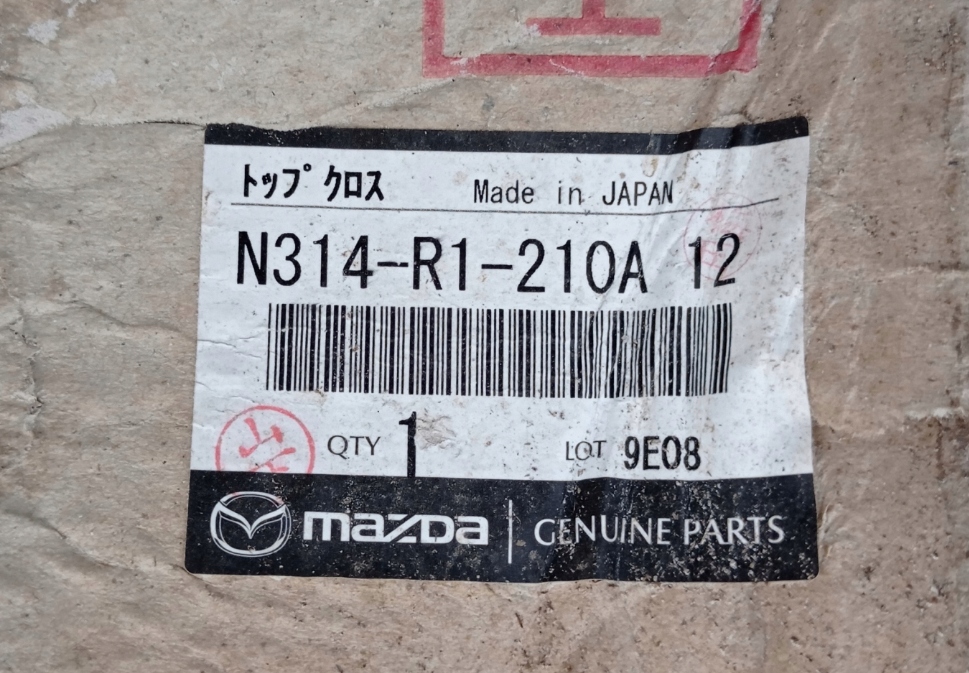 ﾄｯﾌﾟ ｸﾛｽ Made in JAPAN
N314-R1-210A 12
QTY 1 LOT 9E08
mazda | GENUINE PARTS